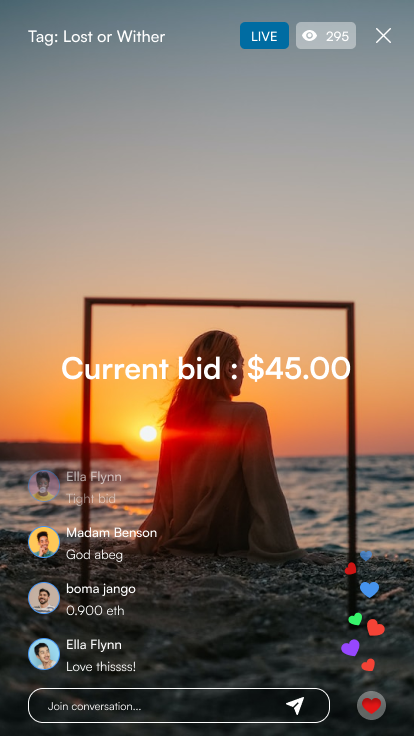 Tag: Lost or Wither
LIVE
295
Current bid : $45.00
Ella Flynn
Tight bid
Madam Benson
God abeg
boma jango
0.900 eth
Ella Flynn
Love thissss!
Join conversation...